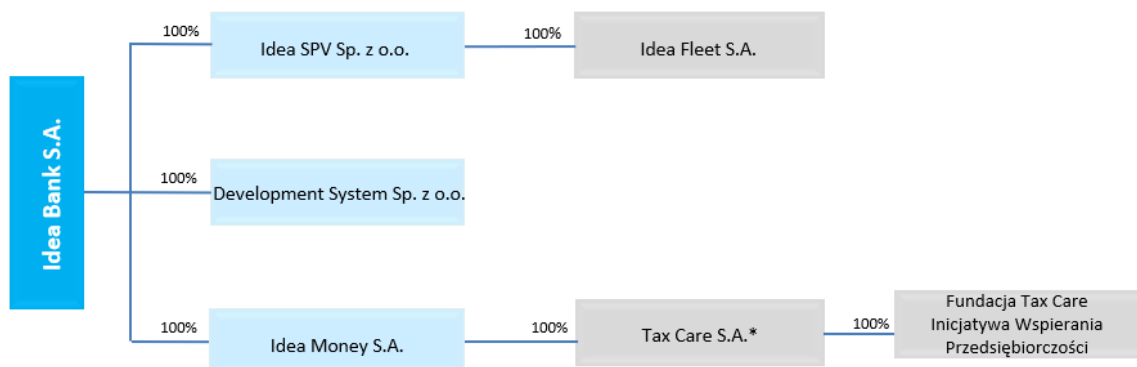 100%
Idea SPV Sp. z o.o.
100%
Idea Fleet S.A.
Idea Bank S.A.
100%
Development System Sp. z o.o.
100%
Idea Money S.A.
100%
Tax Care S.A.*
100%
Fundacja Tax Care
Inicjatywa Wspierania
Przedsiębiorczości